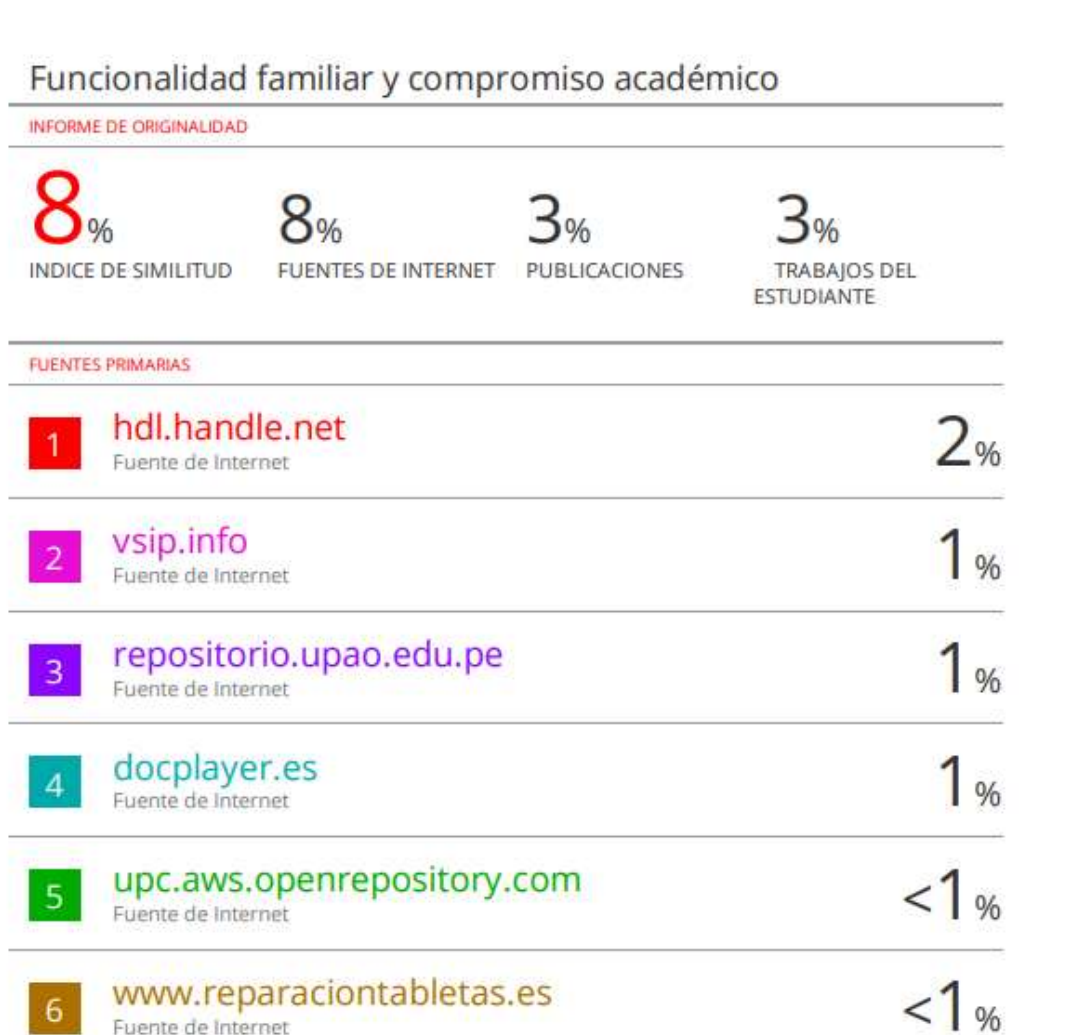 Funcionalidad familiar y compromiso académico
INFORME DE ORIGINALIDAD
8% 8% 3% 3%
INDICE DE SIMILITUD FUENTES DE INTERNET PUBLICACIONES TRABAJOS DEL
ESTUDIANTE
FUENTES PRIMARIAS
1 hdl.handle.net 2%
Fuente de Internet
2 vsip.info 1%
Fuente de Internet
3 repositorio.upao.edu.pe 1%
Fuente de Internet
4 docplayer.es 1%
Fuente de Internet
5 upc.aws.openrepository.com <1%
Fuente de Internet
6 www.reparaciontabletas.es <1%
Fuente de Internet